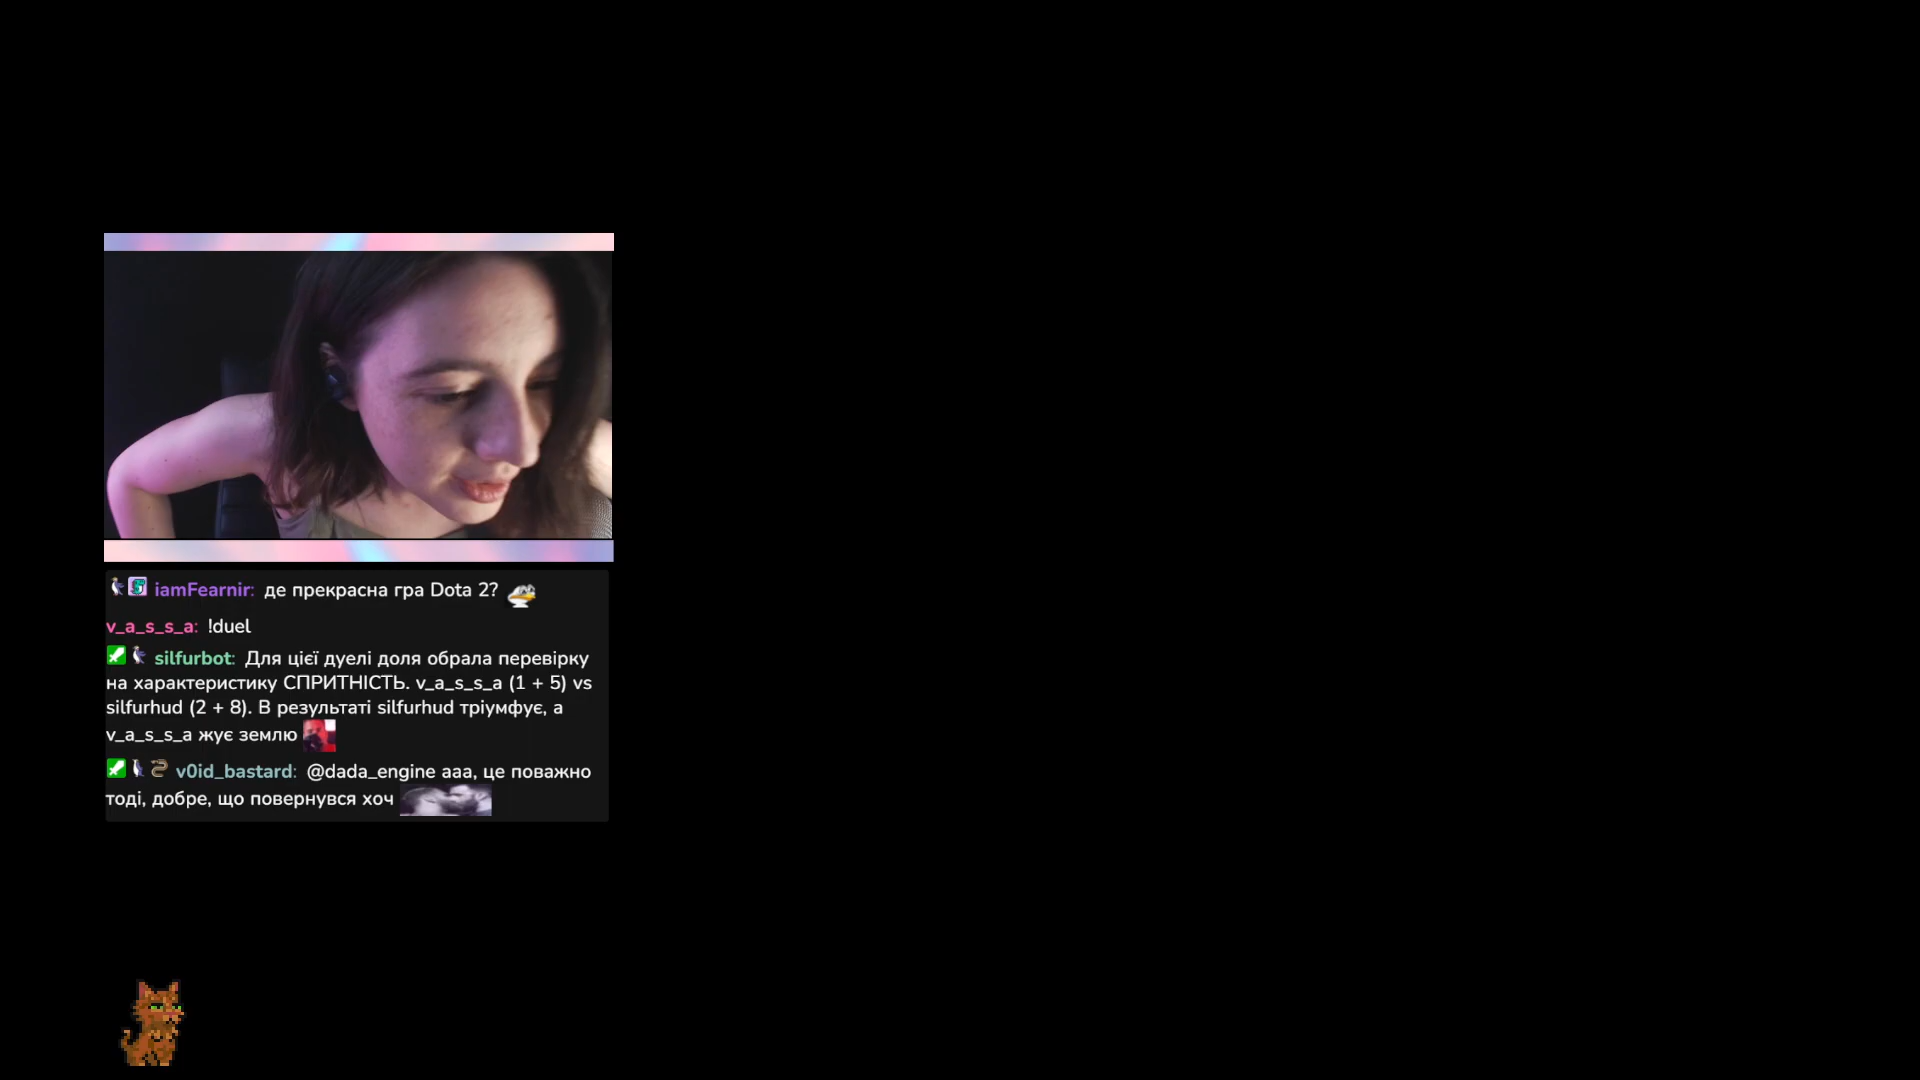 iamFearnir: де прекрасна гра Dota 2?
v_a_s_s_a: !duel
silfurbot: Для цієї дуелі доля обрала перевірку
на характеристику СПРИТНІСТЬ. v_a_s_s_a (1 + 5) vs
silfurhud (2 + 8). В результаті silfurhud тріумфує, а
v_a_s_s_a жує землю
v0id_bastard: @dada_engine ааа, це поважно
тоді, добре, що повернувся хоч